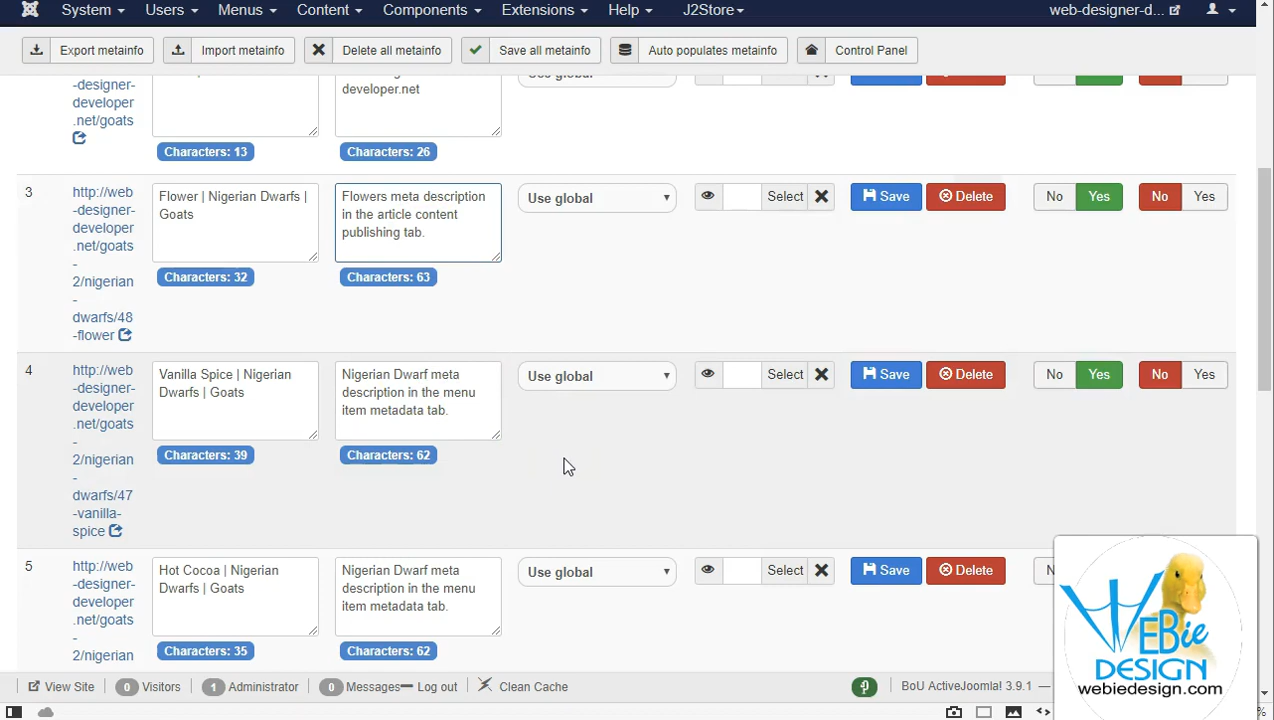 System Users Menus Content Components Extensions Help J2Store web-designer-d...
Export metainfo Import metainfo Delete all metainfo Save all metainfo Auto populates metainfo Control Panel
-designer-
developer
.net/goats
developer.net
Characters: 13
Characters: 26
3
http://web
-designer-
developer
.net/goats
-
2/nigerian
-
dwarfs/48
-flower
Flower | Nigerian Dwarfs |
Goats
Characters: 32
Flowers meta description
in the article content
publishing tab.
Characters: 63
Use global
Select
Save
Delete
No Yes
No Yes
4
http://web
-designer-
developer
.net/goats
-
2/nigerian
-
dwarfs/47
-vanilla-
spice
Vanilla Spice | Nigerian
Dwarfs | Goats
Characters: 39
Nigerian Dwarf meta
description in the menu
item metadata tab.
Characters: 62
Use global
Select
Save
Delete
No Yes
No Yes
5
http://web
-designer-
developer
.net/goats
-
2/nigerian
Hot Cocoa | Nigerian
Dwarfs | Goats
Characters: 35
Nigerian Dwarf meta
description in the menu
item metadata tab.
Characters: 62
Use global
Select
Save
Delete
WEBie
DESIGN
webiedesign.com
View Site 0 Visitors 1 Administrator 0 Messages Log out Clean Cache BoU ActiveJoomla! 3.9.1 —
%